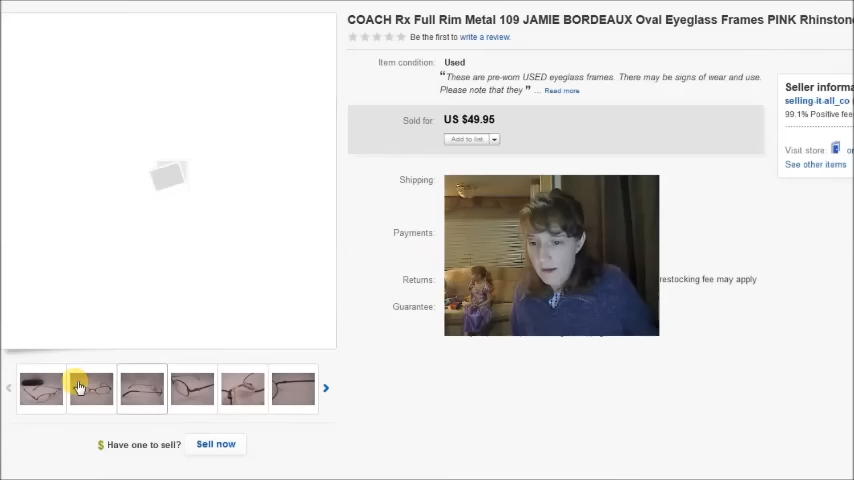 COACH Rx Full Rim Metal 109 JAMIE BORDEAUX Oval Eyeglass Frames PINK Rhinston
Be the first to write a review.
Item condition: Used
“These are pre-worn USED eyeglass frames. There may be signs of wear and use.
Please note that they ” ... Read more
Sold for: US $49.95
Add to list
Seller informa
selling-it-all_co
99.1% Positive fee
Visit store:
See other items
Shipping:
Payments:
Returns: restocking fee may apply
Guarantee:
$ Have one to sell? Sell now